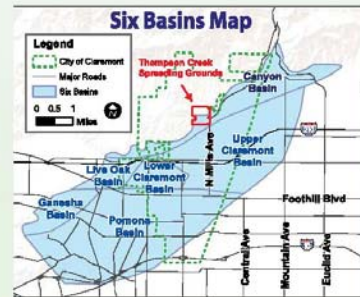 Six Basins Map
Legend
City of Claremont
Major Roads
Six Basins
0 0.5 1
Miles
N
Thompson Creek
Spreading Grounds
Canyon
Basin
Upper
Claremont
Basin
Live Oak
Basin
Lower
Claremont
Basin
Ganesha
Basin
Pomona
Basin
N Mills Ave
Foothill Blvd
Central Ave
Mountain Ave
Euclid Ave